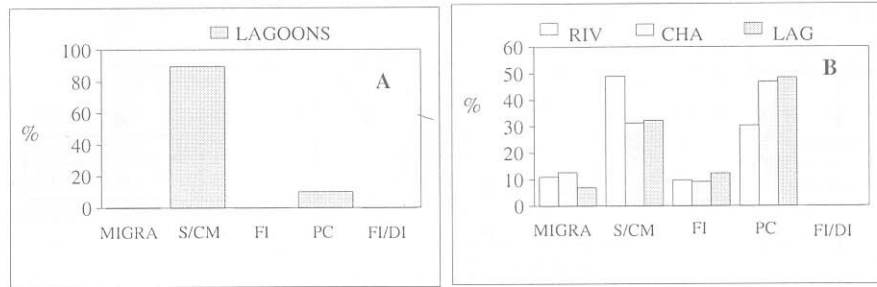 LAGOONS
A
%
100
80
60
40
20
0
MIGRA S/CM FI PC FI/DI
RIV CHA LAG
B
%
60
50
40
30
20
10
0
MIGRA S/CM FI PC FI/DI